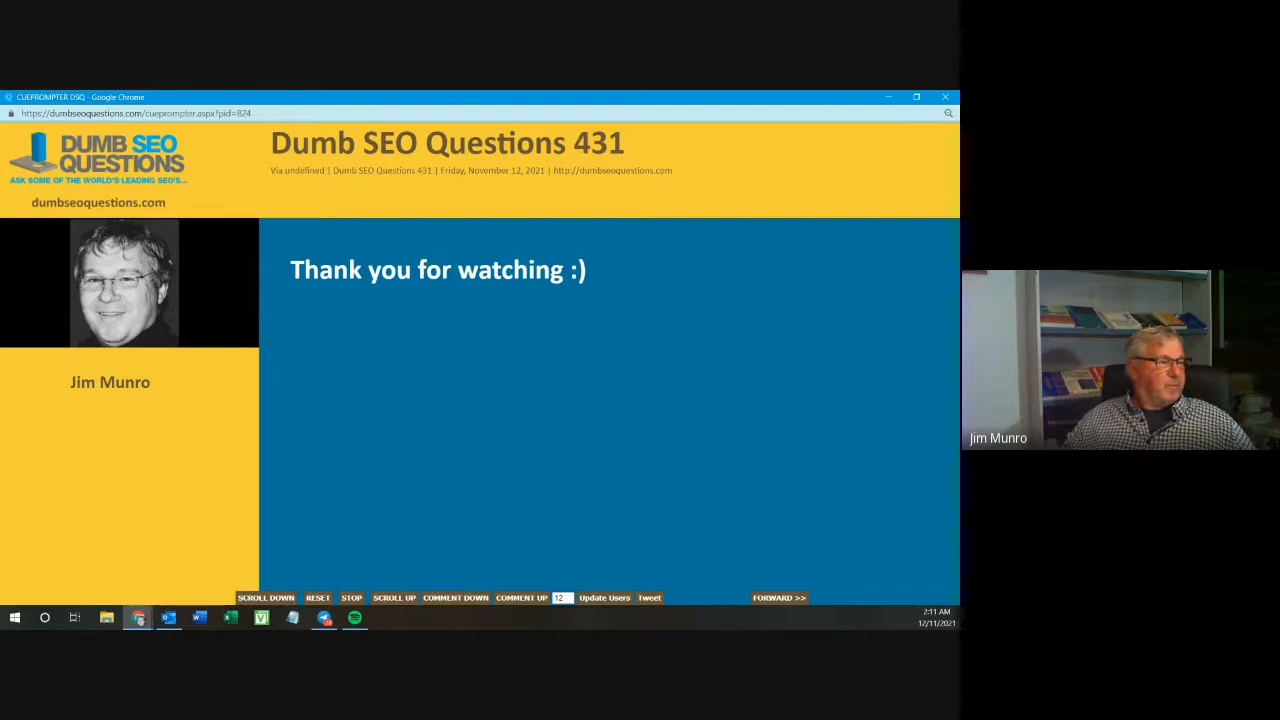 CUEPROMPTER DSQ - Google Chrome
https://dumbseoquestions.com/cueprompter.aspx?pid=824
DUMB SEO
QUESTIONS
ASK SOME OF THE WORLD'S LEADING SEO'S...
dumbseoquestions.com
Dumb SEO Questions 431
Via undefined | Dumb SEO Questions 431 | Friday, November 12, 2021 | http://dumbseoquestions.com
Jim Munro
Thank you for watching :)
Jim Munro
SCROLL DOWN RESET STOP SCROLL UP COMMENT DOWN COMMENT UP 12 Update Users Tweet FORWARD >>
2:11 AM
12/11/2021